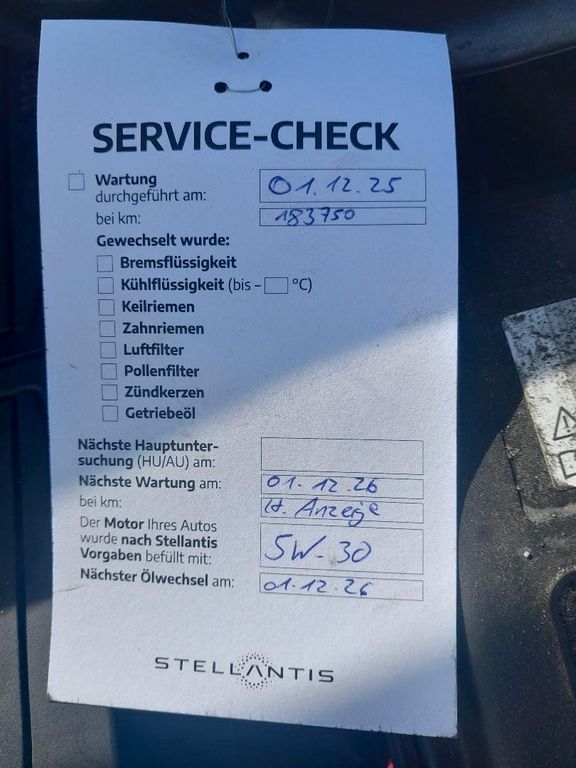 SERVICE-CHECK
Wartung
durchgeführt am: 01.12.25
bei km: 183750
Gewechselt wurde:
Bremsflüssigkeit
Kühlflüssigkeit (bis – °C)
Keilriemen
Zahnriemen
Luftfilter
Pollenfilter
Zündkerzen
Getriebeöl
Nächste Hauptunter-
suchung (HU/AU) am:
Nächste Wartung am: 01.12.26
bei km: lt. Anzeige
Der Motor Ihres Autos
wurde nach Stellantis
Vorgaben befüllt mit: 5W-30
Nächster Ölwechsel am: 01.12.26
STELLANTIS